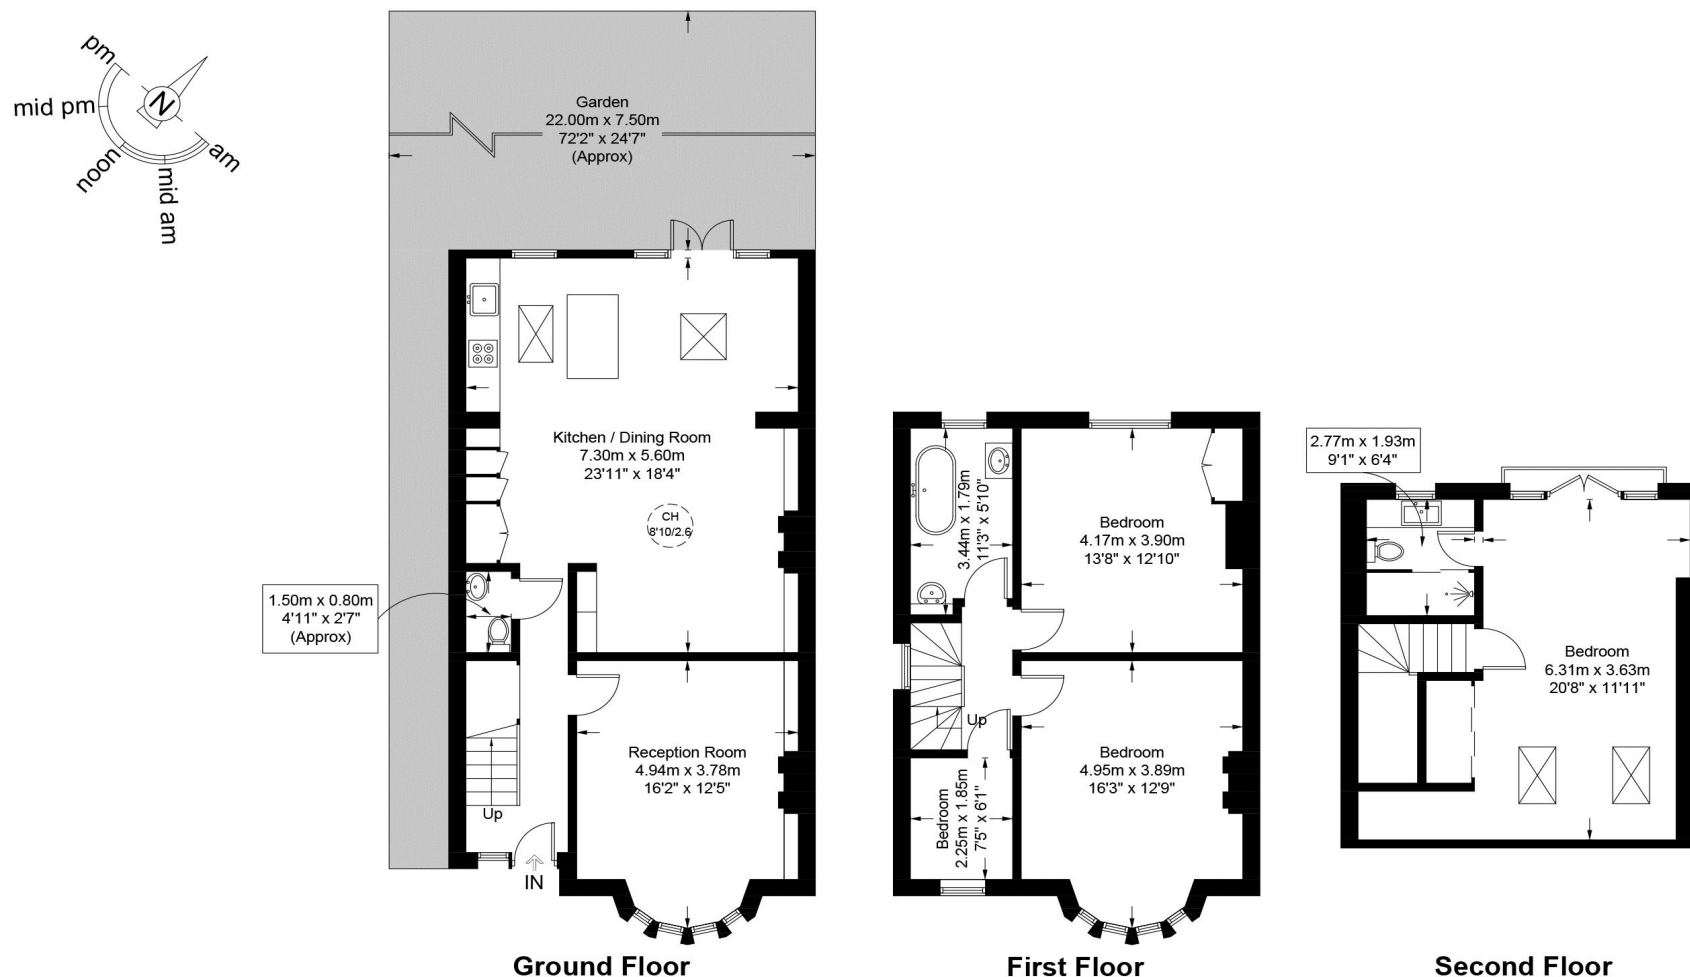 pm
mid pm
noon
mid am
am
N
Garden
22.00m x 7.50m
72'2" x 24'7"
(Approx)
Kitchen / Dining Room
7.30m x 5.60m
23'11" x 18'4"
CH
8'10/2.6
1.50m x 0.80m
4'11" x 2'7"
(Approx)
Reception Room
4.94m x 3.78m
16'2" x 12'5"
Up
IN
Ground Floor
3.44m x 1.79m
11'3" x 5'10"
Bedroom
4.17m x 3.90m
13'8" x 12'10"
Up
Bedroom
2.25m x 1.85m
7'5" x 6'1"
Bedroom
4.95m x 3.89m
16'3" x 12'9"
First Floor
2.77m x 1.93m
9'1" x 6'4"
Bedroom
6.31m x 3.63m
20'8" x 11'11"
Second Floor